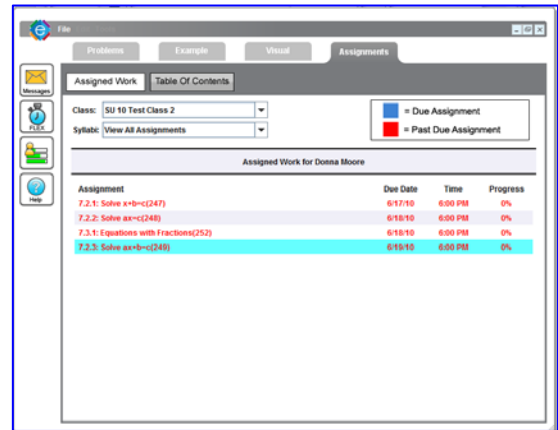 File
Problems Example Visual Assignments
Assigned Work Table Of Contents
Messages
Class: SU 10 Test Class 2
= Due Assignment
FLEX
Syllabi: View All Assignments
= Past Due Assignment
Assigned Work for Donna Moore
Help
Assignment Due Date Time Progress
7.2.1: Solve x+b=c(247) 6/17/10 6:00 PM 0%
7.2.2: Solve ax=c(248) 6/18/10 6:00 PM 0%
7.3.1: Equations with Fractions(252) 6/18/10 6:00 PM 0%
7.2.3: Solve ax+b=c(249) 6/19/10 6:00 PM 0%